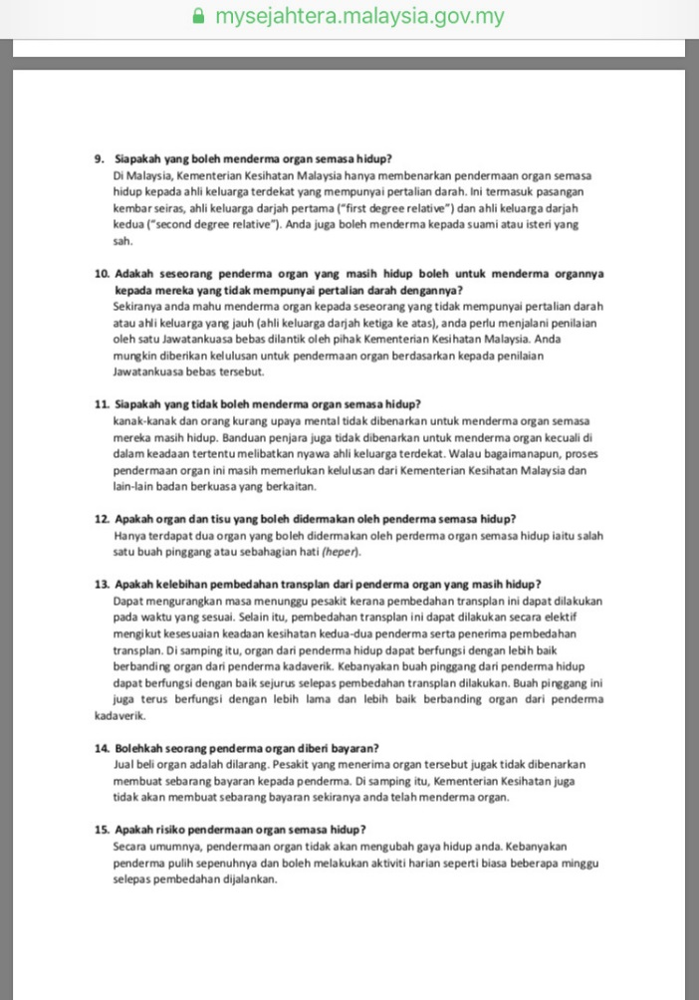 mysejahtera.malaysia.gov.my
9. Siapakah yang boleh menderma organ semasa hidup?
Di Malaysia, Kementerian Kesihatan Malaysia hanya membenarkan pendermaan organ semasa
hidup kepada ahli keluarga terdekat yang mempunyai pertalian darah. Ini termasuk pasangan
kembar seiras, ahli keluarga darjah pertama ("first degree relative") dan ahli keluarga darjah
kedua ("second degree relative"). Anda juga boleh menderma kepada suami atau isteri yang
sah.
10. Adakah seseorang penderma organ yang masih hidup boleh untuk menderma organnya
kepada mereka yang tidak mempunyai pertalian darah dengannya?
Sekiranya anda mahu menderma organ kepada seseorang yang tidak mempunyai pertalian darah
atau ahli keluarga yang jauh (ahli keluarga darjah ketiga ke atas), anda perlu menjalani penilaian
oleh satu Jawatankuasa bebas dilantik oleh pihak Kementerian Kesihatan Malaysia. Anda
mungkin diberikan kelulusan untuk pendermaan organ berdasarkan kepada penilaian
Jawatankuasa bebas tersebut.
11. Siapakah yang tidak boleh menderma organ semasa hidup?
kanak-kanak dan orang kurang upaya mental tidak dibenarkan untuk menderma organ semasa
mereka masih hidup. Banduan penjara juga tidak dibenarkan untuk menderma organ kecuali di
dalam keadaan tertentu melibatkan nyawa ahli keluarga terdekat. Walau bagaimanapun, proses
pendermaan organ ini masih memerlukan kelulusan dari Kementerian Kesihatan Malaysia dan
lain-lain badan berkuasa yang berkaitan.
12. Apakah organ dan tisu yang boleh didermakan oleh penderma semasa hidup?
Hanya terdapat dua organ yang boleh didermakan oleh perderma organ semasa hidup iaitu salah
satu buah pinggang atau sebahagian hati (heper).
13. Apakah kelebihan pembedahan transplan dari penderma organ yang masih hidup?
Dapat mengurangkan masa menunggu pesakit kerana pembedahan transplan ini dapat dilakukan
pada waktu yang sesuai. Selain itu, pembedahan transplan ini dapat dilakukan secara elektif
mengikut kesesuaian keadaan kesihatan kedua-dua penderma serta penerima pembedahan
transplan. Di samping itu, organ dari penderma hidup dapat berfungsi dengan lebih baik
berbanding organ dari penderma kadaverik. Kebanyakan buah pinggang dari penderma hidup
dapat berfungsi dengan baik sejurus selepas pembedahan transplan dilakukan. Buah pinggang ini
juga terus berfungsi dengan lebih lama dan lebih baik berbanding organ dari penderma
kadaverik.
14. Bolehkah seorang penderma organ diberi bayaran?
Jual beli organ adalah dilarang. Pesakit yang menerima organ tersebut jugak tidak dibenarkan
membuat sebarang bayaran kepada penderma. Di samping itu, Kementerian Kesihatan juga
tidak akan membuat sebarang bayaran sekiranya anda telah menderma organ.
15. Apakah risiko pendermaan organ semasa hidup?
Secara umumnya, pendermaan organ tidak akan mengubah gaya hidup anda. Kebanyakan
penderma pulih sepenuhnya dan boleh melakukan aktiviti harian seperti biasa beberapa minggu
selepas pembedahan dijalankan.